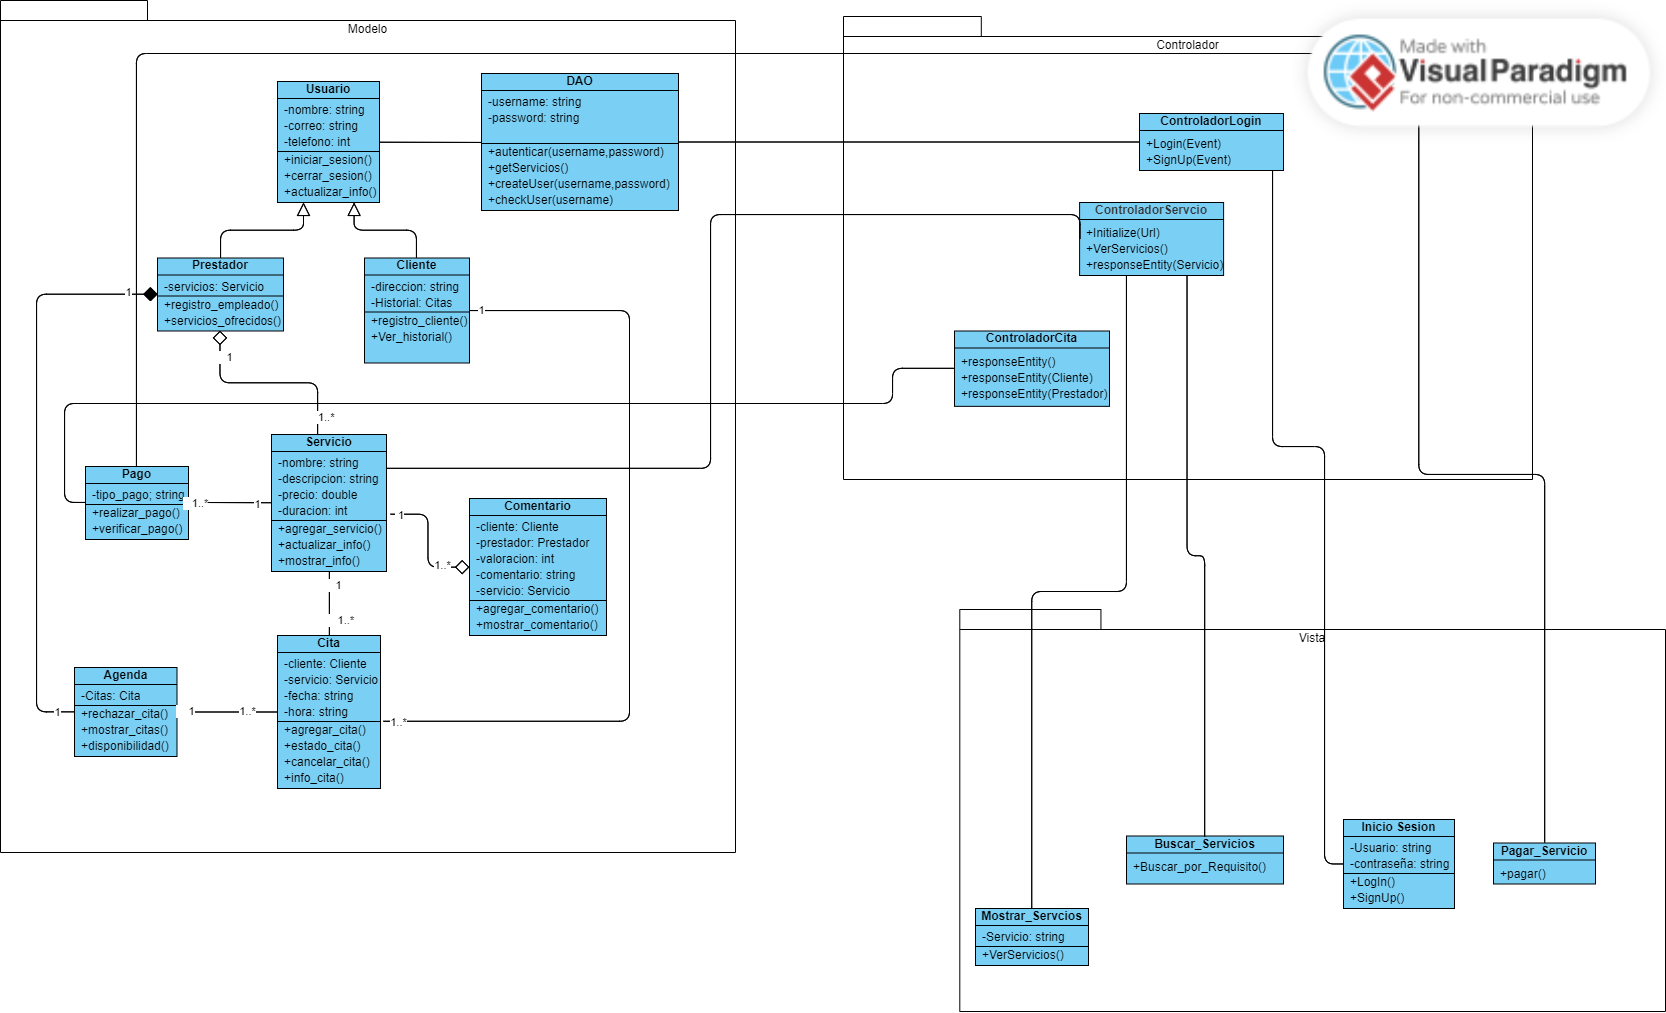 Modelo
Usuario
-nombre: string
-correo: string
-telefono: int
+iniciar_sesion()
+cerrar_sesion()
+actualizar_info()
DAO
-username: string
-password: string
+autenticar(username,password)
+getServicios()
+createUser(username,password)
+checkUser(username)
Prestador
-servicios: Servicio
+registro_empleado()
+servicios_ofrecidos()
1
Cliente
-direccion: string
-Historial: Citas
+registro_cliente()
+Ver_historial()
1
1
1..*
Servicio
-nombre: string
-descripcion: string
-precio: double
-duracion: int
+agregar_servicio()
+actualizar_info()
+mostrar_info()
Pago
-tipo_pago; string
+realizar_pago()
+verificar_pago()
1..*
1
1
1..*
Comentario
-cliente: Cliente
-prestador: Prestador
-valoracion: int
-comentario: string
-servicio: Servicio
+agregar_comentario()
+mostrar_comentario()
1
1..*
Cita
-cliente: Cliente
-servicio: Servicio
-fecha: string
-hora: string
+agregar_cita()
+estado_cita()
+cancelar_cita()
+info_cita()
1..*
Agenda
-Citas: Cita
+rechazar_cita()
+mostrar_citas()
+disponibilidad()
1
1
1..*
Controlador
Made with
Visual Paradigm
For non-commercial use
ControladorLogin
+Login(Event)
+SignUp(Event)
ControladorServcio
+Initialize(Url)
+VerServicios()
+responseEntity(Servicio)
ControladorCita
+responseEntity()
+responseEntity(Cliente)
+responseEntity(Prestador)
Vista
Buscar_Servicios
+Buscar_por_Requisito()
Inicio Sesion
-Usuario: string
-contraseña: string
+LogIn()
+SignUp()
Pagar_Servicio
+pagar()
Mostrar_Servcios
-Servicio: string
+VerServicios()